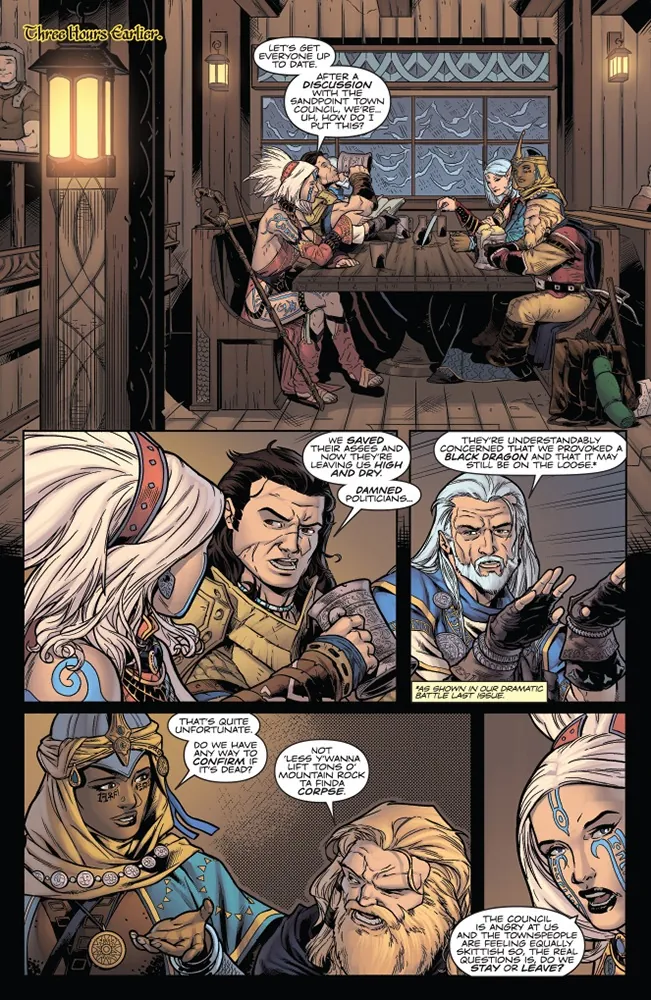 Three Hours Earlier.
LET'S GET
EVERYONE UP
TO DATE.
AFTER A
DISCUSSION
WITH THE
SANDPOINT TOWN
COUNCIL, WE'RE...
UH, HOW DO I
PUT THIS?
WE SAVED
THEIR ASSES AND
NOW THEY'RE
LEAVING US HIGH
AND DRY.
DAMNED
POLITICIANS...
THEY'RE UNDERSTANDABLY
CONCERNED THAT WE PROVOKED A
BLACK DRAGON AND THAT IT MAY
STILL BE ON THE LOOSE.*
*AS SHOWN IN OUR DRAMATIC
BATTLE LAST ISSUE.
THAT'S QUITE
UNFORTUNATE.
DO WE HAVE
ANY WAY TO
CONFIRM IF
IT'S DEAD?
NOT
'LESS Y'WANNA
LIFT TONS O'
MOUNTAIN ROCK
TA FINDA
CORPSE.
THE COUNCIL
IS ANGRY AT US
AND THE TOWNSPEOPLE
ARE FEELING EQUALLY
SKITTISH SO, THE REAL
QUESTIONS IS, DO WE
STAY OR LEAVE?